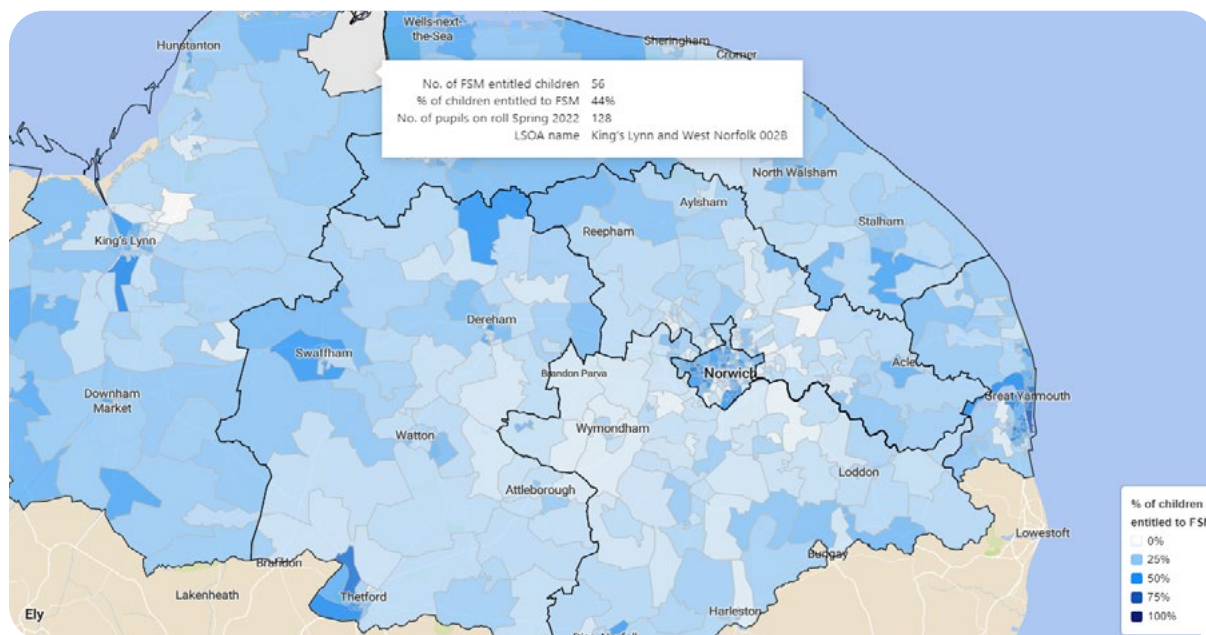 Wells-next-
the-Sea
Hunstanton
Sheringham
Cromer
No. of FSM entitled children 56
% of children entitled to FSM 44%
No. of pupils on roll Spring 2022 128
LSOA name King's Lynn and West Norfolk 002B
North Walsham
Aylsham
Stalham
Reepham
King's Lynn
Dereham
Swaffham
Acle
Brandon Parva
Norwich
Downham
Market
Great Yarmouth
Wymondham
Watton
Loddon
Attleborough
% of children
entitled to FSM
0%
25%
50%
75%
100%
Lowestoft
Bungay
Brandon
Lakenheath
Thetford
Ely
Harleston